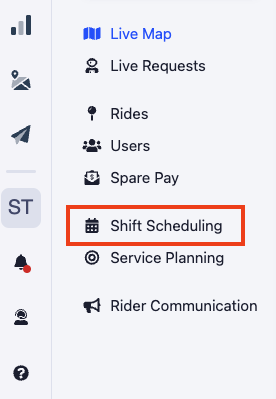 Live Map
Live Requests
Rides
Users
Spare Pay
ST
Shift Scheduling
Service Planning
Rider Communication
?